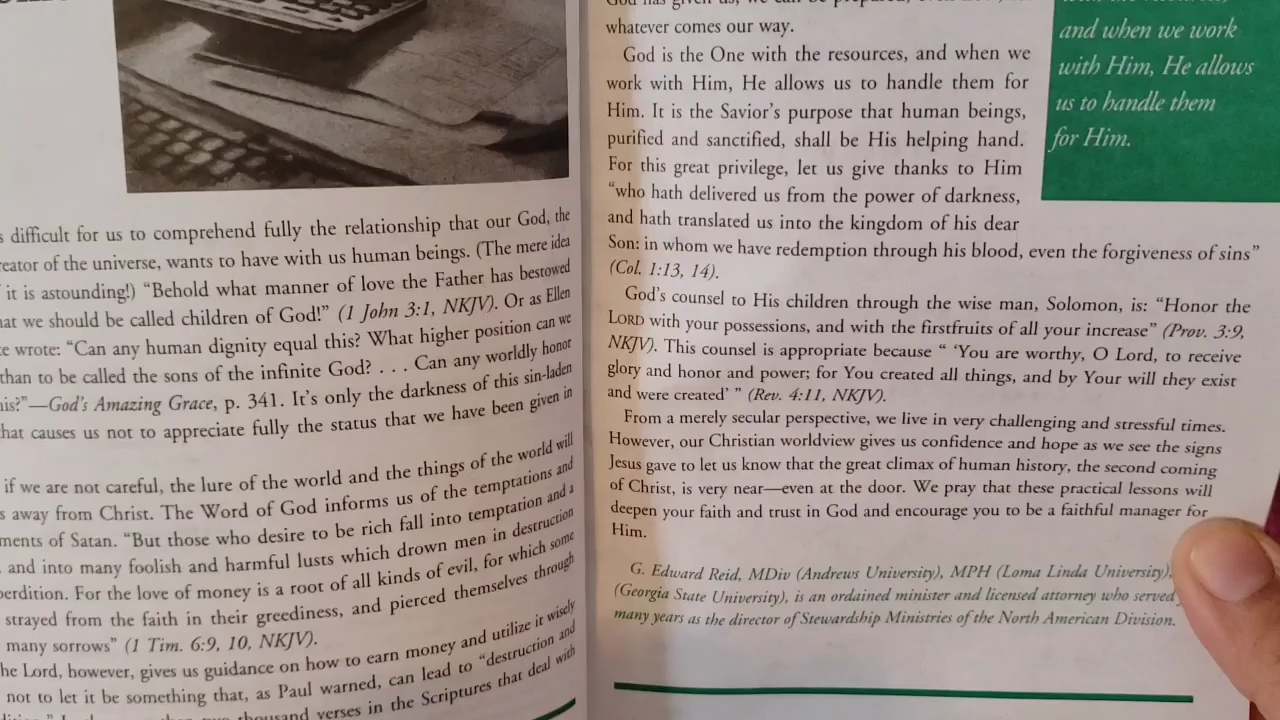 s difficult for us to comprehend fully the relationship that our God, the
reator of the universe, wants to have with us human beings. (The mere idea
it is astounding!) “Behold what manner of love the Father has bestowed
hat we should be called children of God!” (1 John 3:1, NKJV). Or as Ellen
te wrote: “Can any human dignity equal this? What higher position can we
than to be called the sons of the infinite God? . . . Can any worldly honor
his?”—God’s Amazing Grace, p. 341. It’s only the darkness of this sin-laden
hat causes us not to appreciate fully the status that we have been given in
if we are not careful, the lure of the world and the things of the world will
s away from Christ. The Word of God informs us of the temptations and
ments of Satan. “But those who desire to be rich fall into temptation and a
, and into many foolish and harmful lusts which drown men in destruction
perdition. For the love of money is a root of all kinds of evil, for which some
strayed from the faith in their greediness, and pierced themselves through
many sorrows” (1 Tim. 6:9, 10, NKJV).
he Lord, however, gives us guidance on how to earn money and utilize it wisely
not to let it be something that, as Paul warned, can lead to “destruction and
thousand verses in the Scriptures that deal with
God has given us, we can be prepared, even
whatever comes our way.
God is the One with the resources, and when we
work with Him, He allows us to handle them for
Him. It is the Savior’s purpose that human beings,
purified and sanctified, shall be His helping hand.
For this great privilege, let us give thanks to Him
“who hath delivered us from the power of darkness,
and hath translated us into the kingdom of his dear
Son: in whom we have redemption through his blood, even the forgiveness of sins”
(Col. 1:13, 14).
God’s counsel to His children through the wise man, Solomon, is: “Honor the
LORD with your possessions, and with the firstfruits of all your increase” (Prov. 3:9,
NKJV). This counsel is appropriate because “ ‘You are worthy, O Lord, to receive
glory and honor and power; for You created all things, and by Your will they exist
and were created’ ” (Rev. 4:11, NKJV).
From a merely secular perspective, we live in very challenging and stressful times.
However, our Christian worldview gives us confidence and hope as we see the signs
Jesus gave to let us know that the great climax of human history, the second coming
of Christ, is very near—even at the door. We pray that these practical lessons will
deepen your faith and trust in God and encourage you to be a faithful manager for
Him.
G. Edward Reid, MDiv (Andrews University), MPH (Loma Linda University),
(Georgia State University), is an ordained minister and licensed attorney who served
many years as the director of Stewardship Ministries of the North American Division.
and when we work
with Him, He allows
us to handle them
for Him.